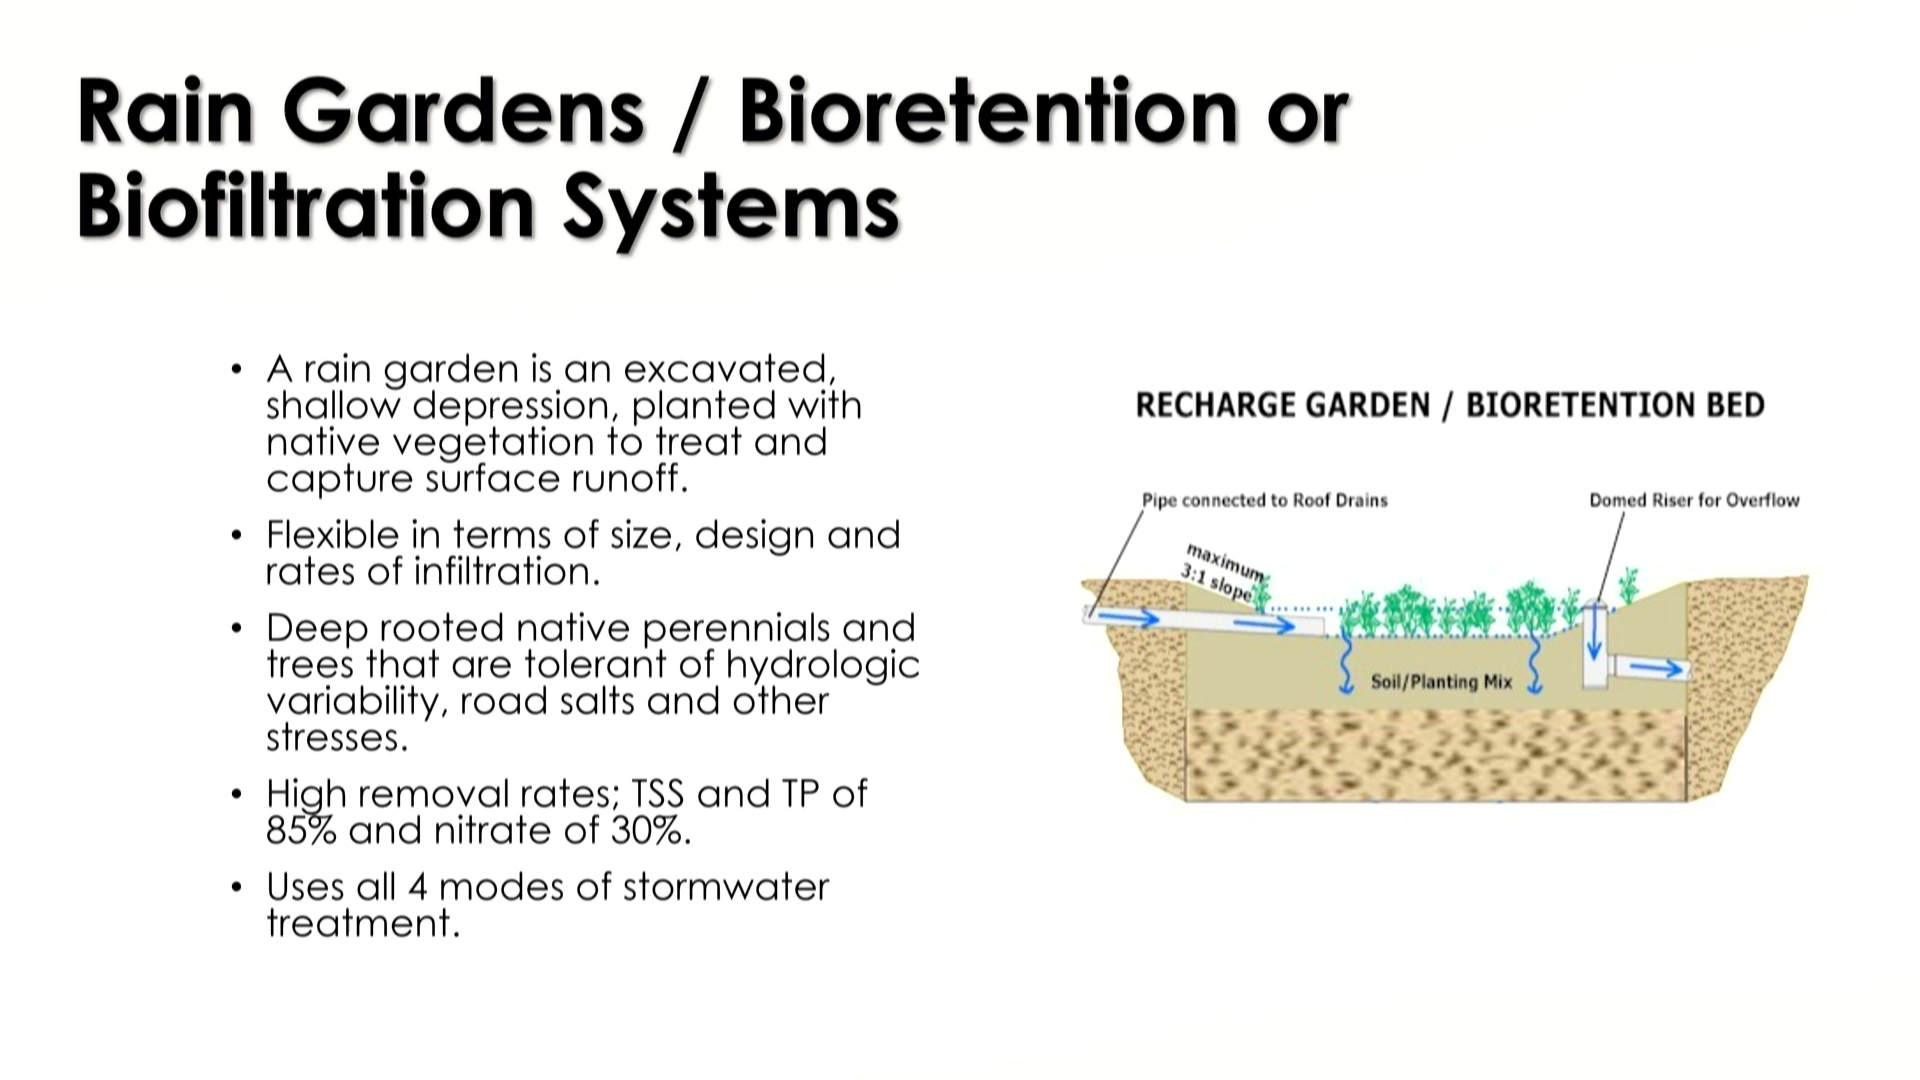 Rain Gardens / Bioretention or
Biofiltration Systems
• A rain garden is an excavated,
shallow depression, planted with
native vegetation to treat and
capture surface runoff.
• Flexible in terms of size, design and
rates of infiltration.
• Deep rooted native perennials and
trees that are tolerant of hydrologic
variability, road salts and other
stresses.
• High removal rates; TSS and TP of
85% and nitrate of 30%.
• Uses all 4 modes of stormwater
treatment.
RECHARGE GARDEN / BIORETENTION BED
Pipe connected to Roof Drains
Domed Riser for Overflow
maximum
3:1 slope
Soil/Planting Mix